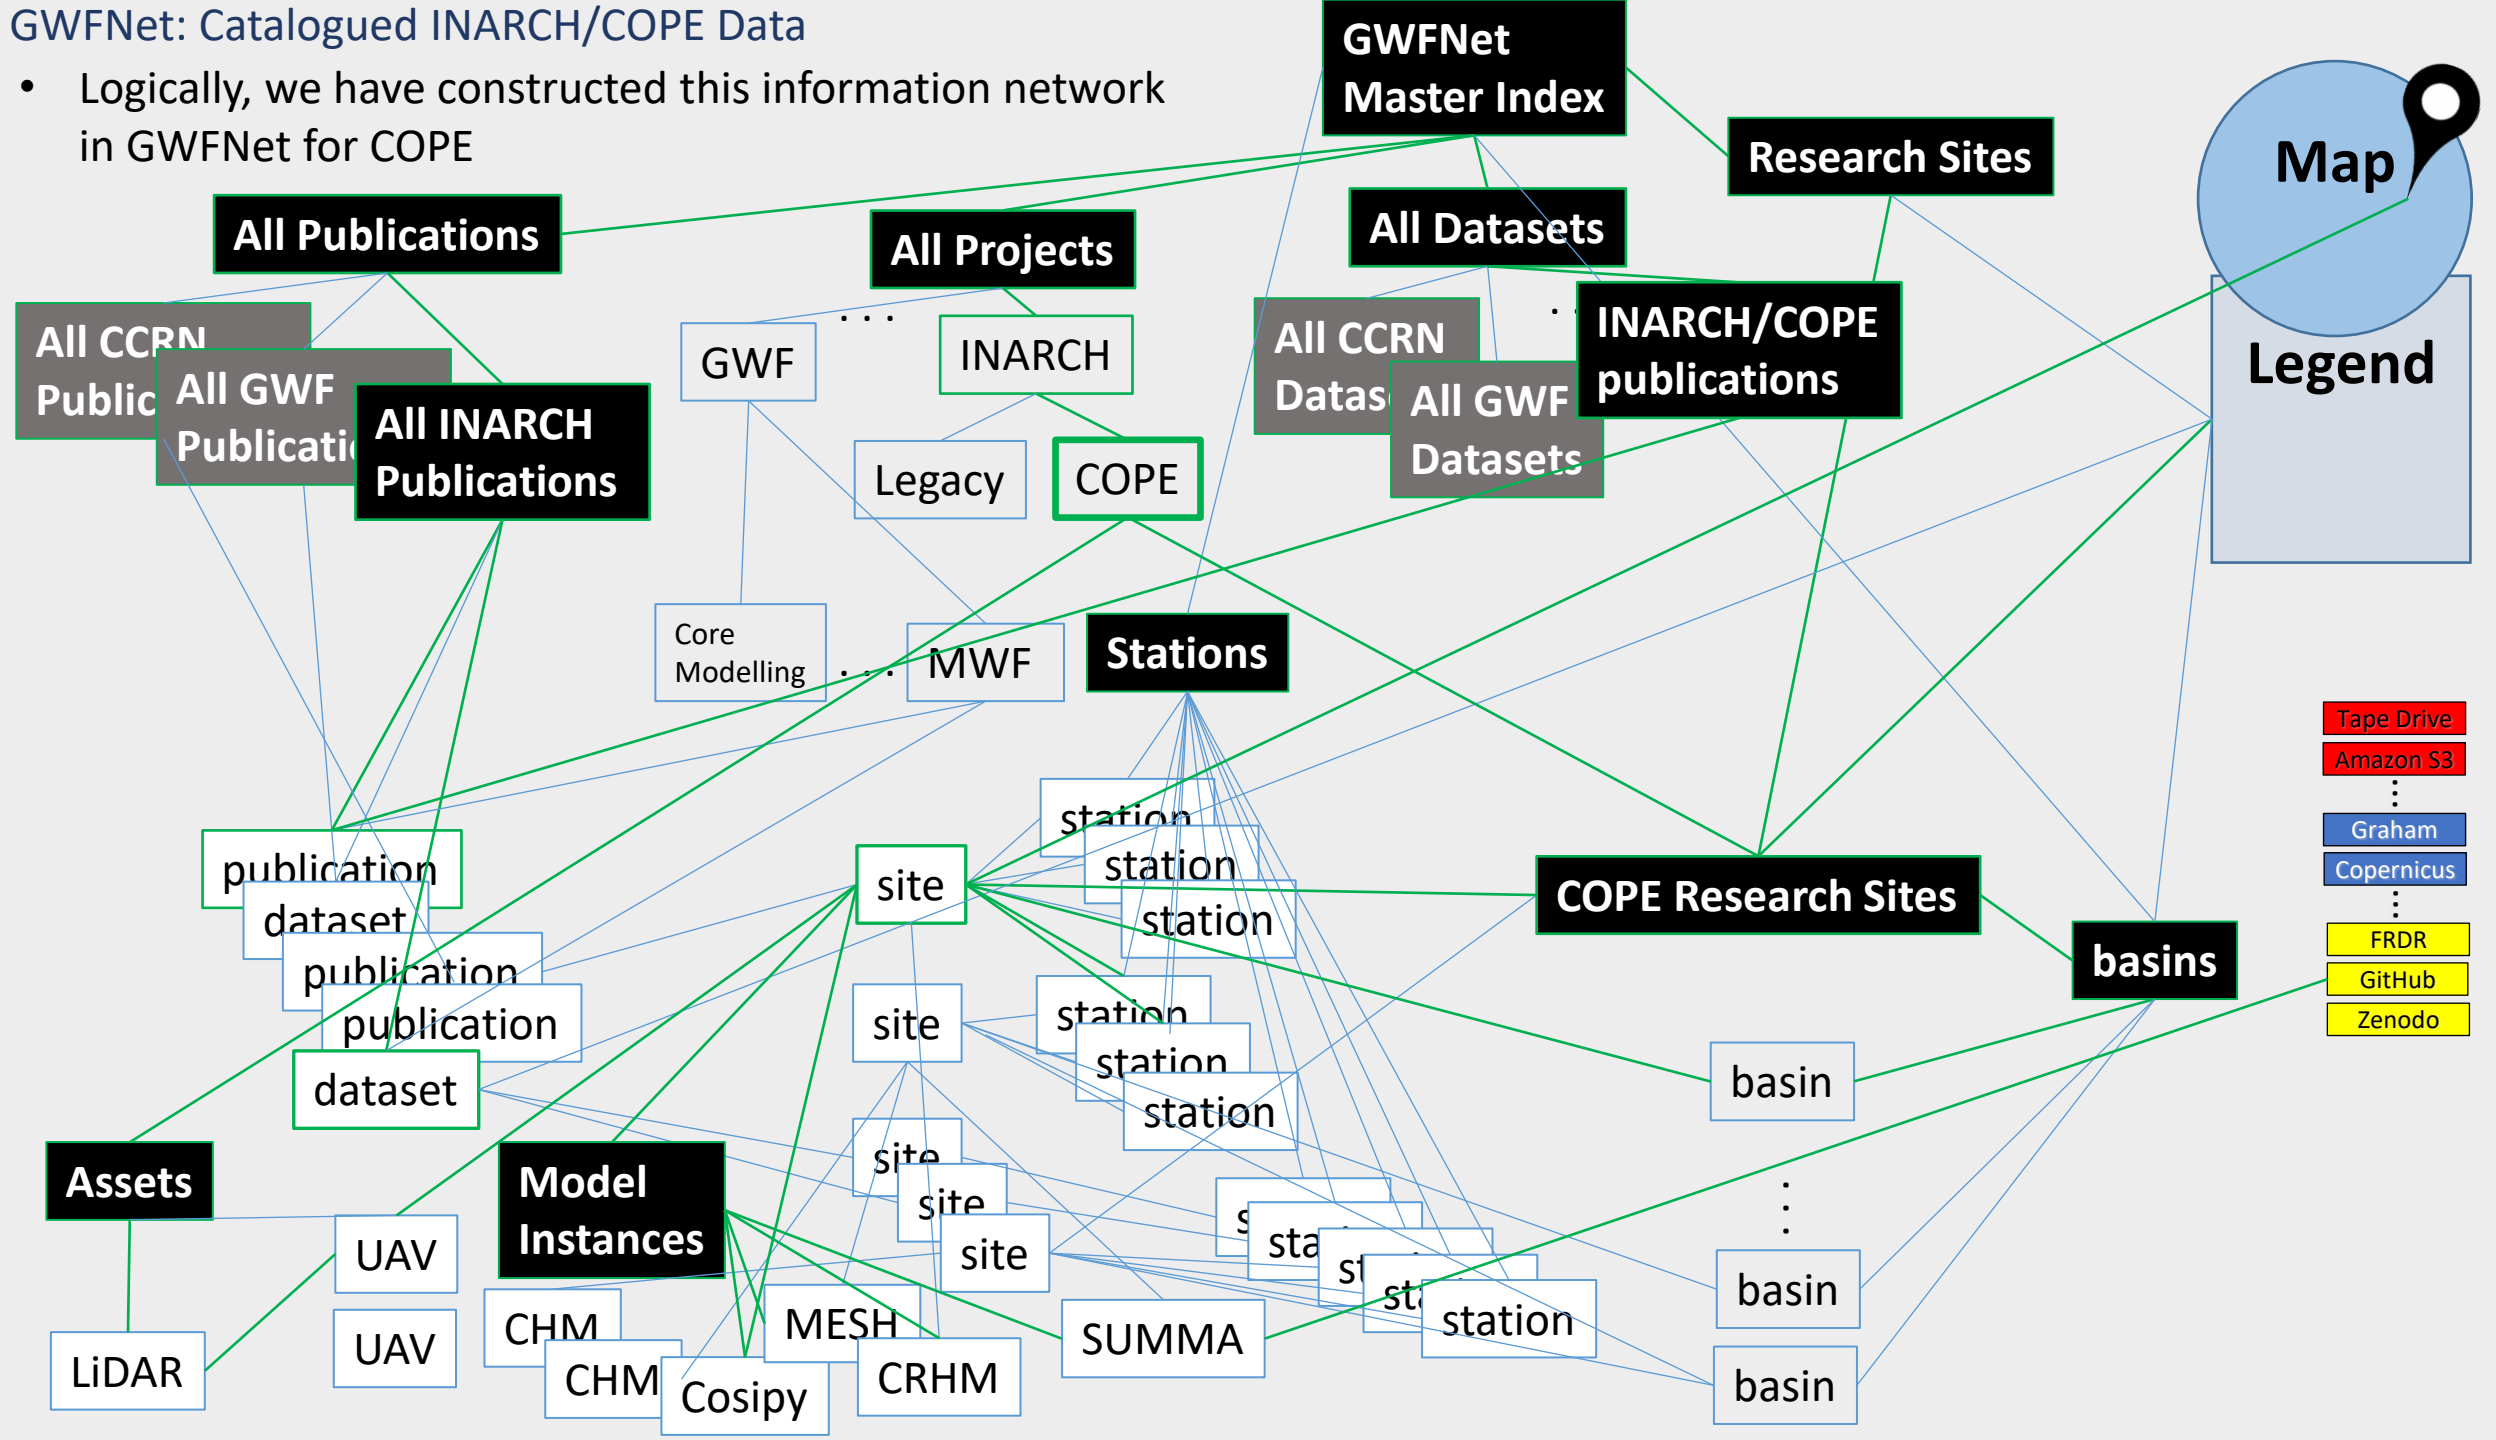 GWFNet: Catalogued INARCH/COPE Data
• Logically, we have constructed this information network
in GWFNet for COPE
GWFNet
Master Index
Research Sites
Map
Legend
All Publications
All Projects
All Datasets
All CCRN
Public
All GWF
Publicati
All INARCH
Publications
GWF
. . .
INARCH
Legacy
COPE
All CCRN
Datas
All GWF
Datasets
. .
INARCH/COPE
publications
Core
Modelling
. . .
MWF
Stations
Tape Drive
Amazon S3
Graham
Copernicus
FRDR
GitHub
Zenodo
publication
dataset
publication
publication
dataset
site
station
station
station
COPE Research Sites
basins
site
station
station
station
basin
site
site
site
sta
st
sta
station
basin
basin
Assets
Model
Instances
UAV
UAV
LiDAR
CHM
CHM
Cosipy
MESH
CRHM
SUMMA